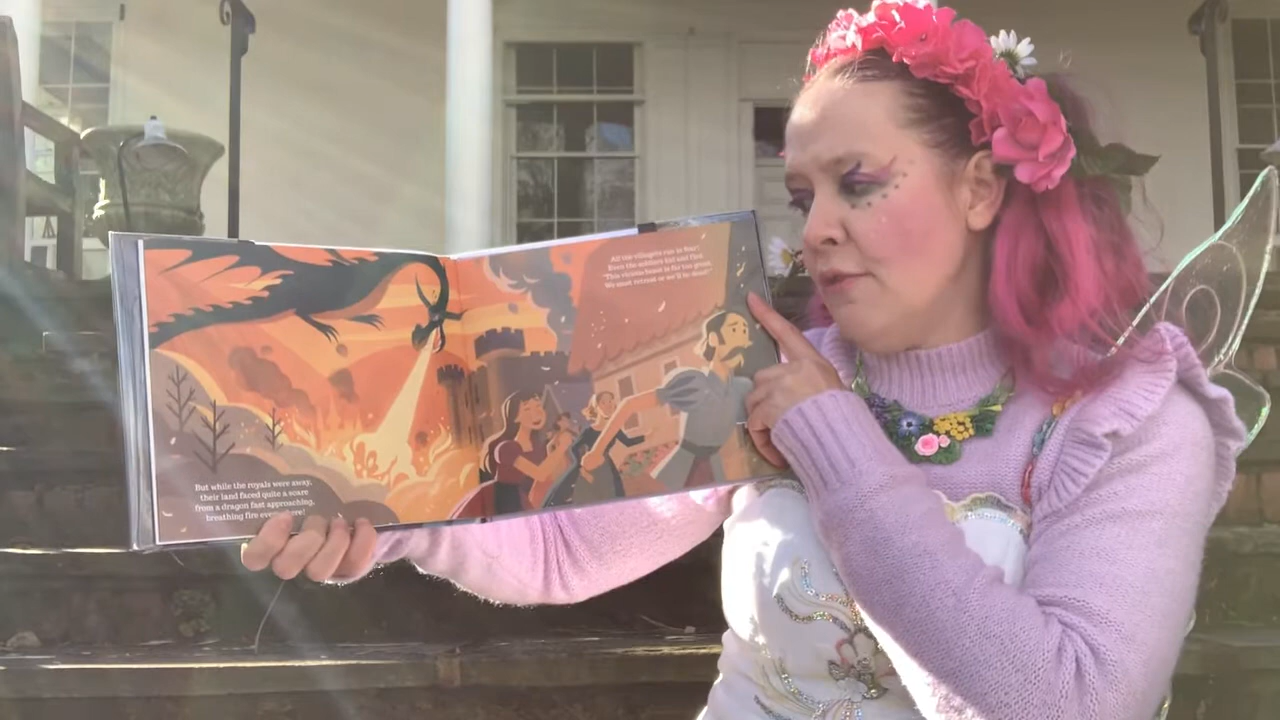 But while the royals were away,
their land faced quite a scare
from a dragon fast approaching,
breathing fire everywhere!
All the villagers run in fear!
Even the soldiers hid and fled.
"This vicious beast is far too great,
We must retreat or we'll be dead!"